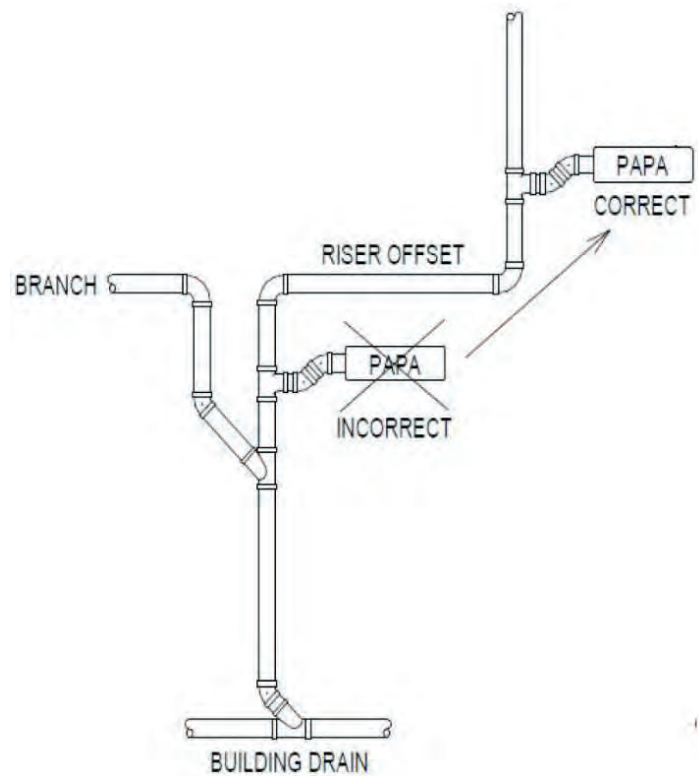 PAPA
CORRECT
RISER OFFSET
BRANCH
PAPA
INCORRECT
BUILDING DRAIN